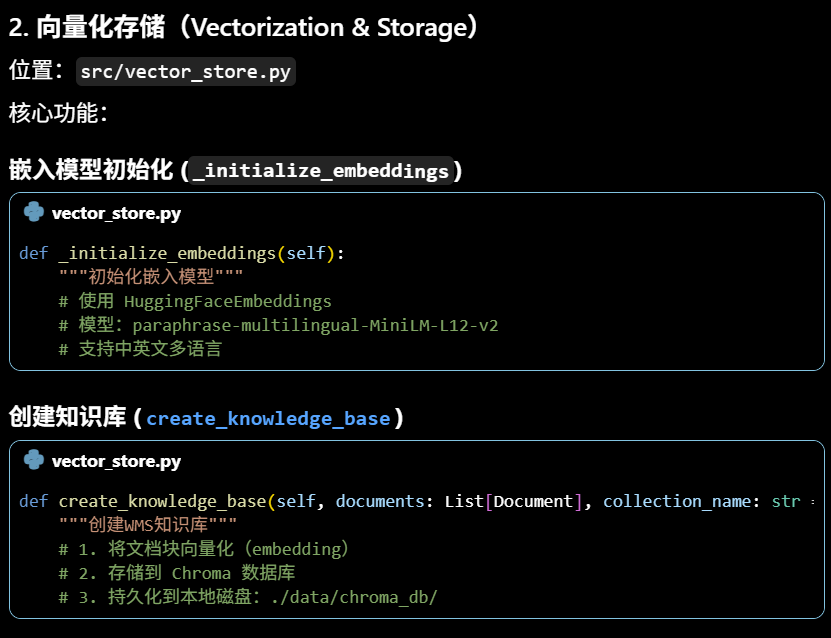 2. 向量化存储（Vectorization & Storage）
位置：src/vector_store.py
核心功能：
嵌入模型初始化 (_initialize_embeddings)
vector_store.py
def _initialize_embeddings(self):
"""初始化嵌入模型"""
# 使用 HuggingFaceEmbeddings
# 模型：paraphrase-multilingual-MiniLM-L12-v2
# 支持中英文多语言
创建知识库 (create_knowledge_base)
vector_store.py
def create_knowledge_base(self, documents: List[Document], collection_name: str =
"""创建WMS知识库"""
# 1. 将文档块向量化（embedding）
# 2. 存储到 Chroma 数据库
# 3. 持久化到本地磁盘：./data/chroma_db/